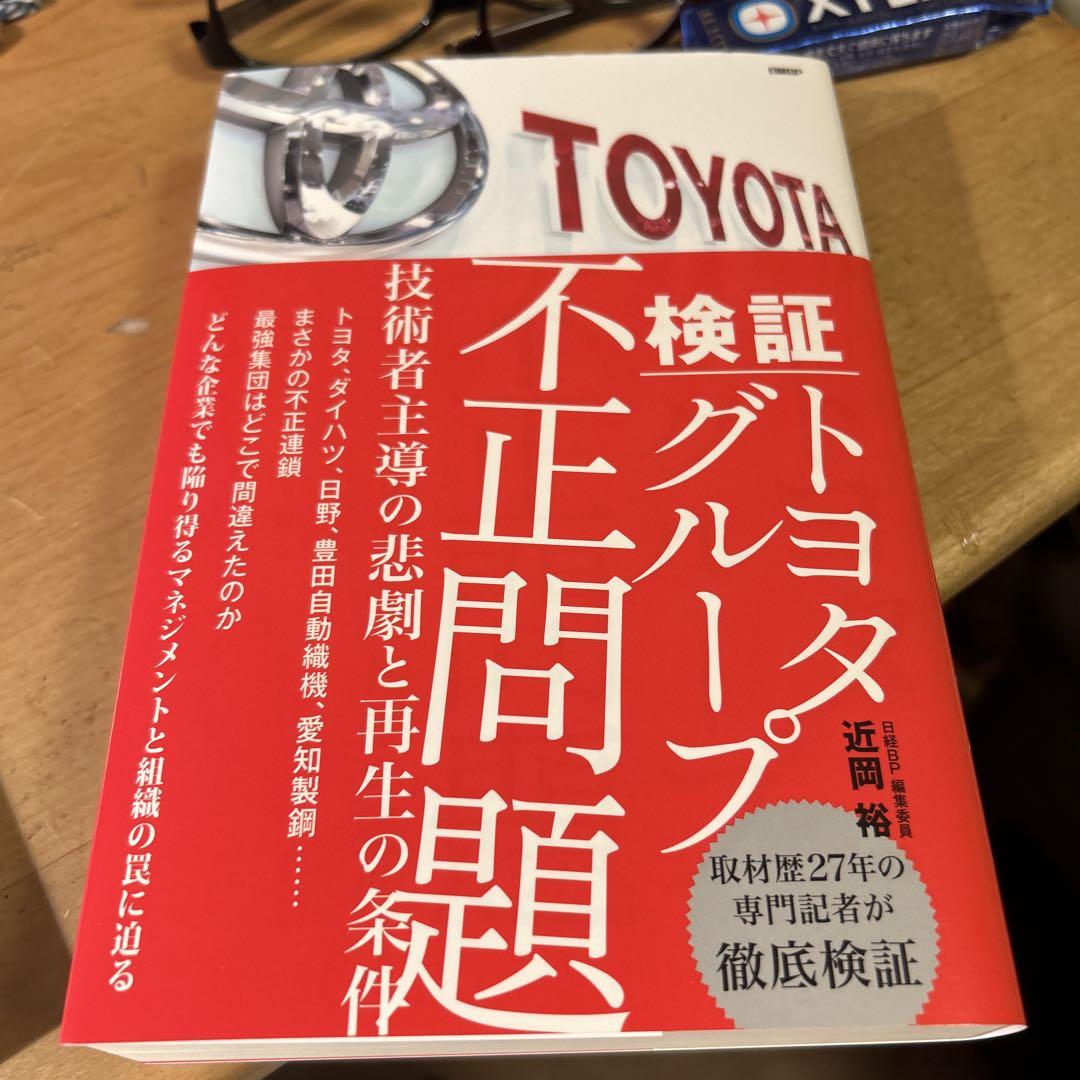 TOYOTA
検証
トヨタ
グループ
不正問題
技術者主導の悲劇と再生の条件
トヨタ、ダイハツ、日野、豊田自動織機、愛知製鋼……
まさかの不正連鎖
最強集団はどこで間違えたのか
どんな企業でも陥り得るマネジメントと組織の罠に迫る
日経BP 編集委員
近岡 裕
取材歴27年の
専門記者が
徹底検証